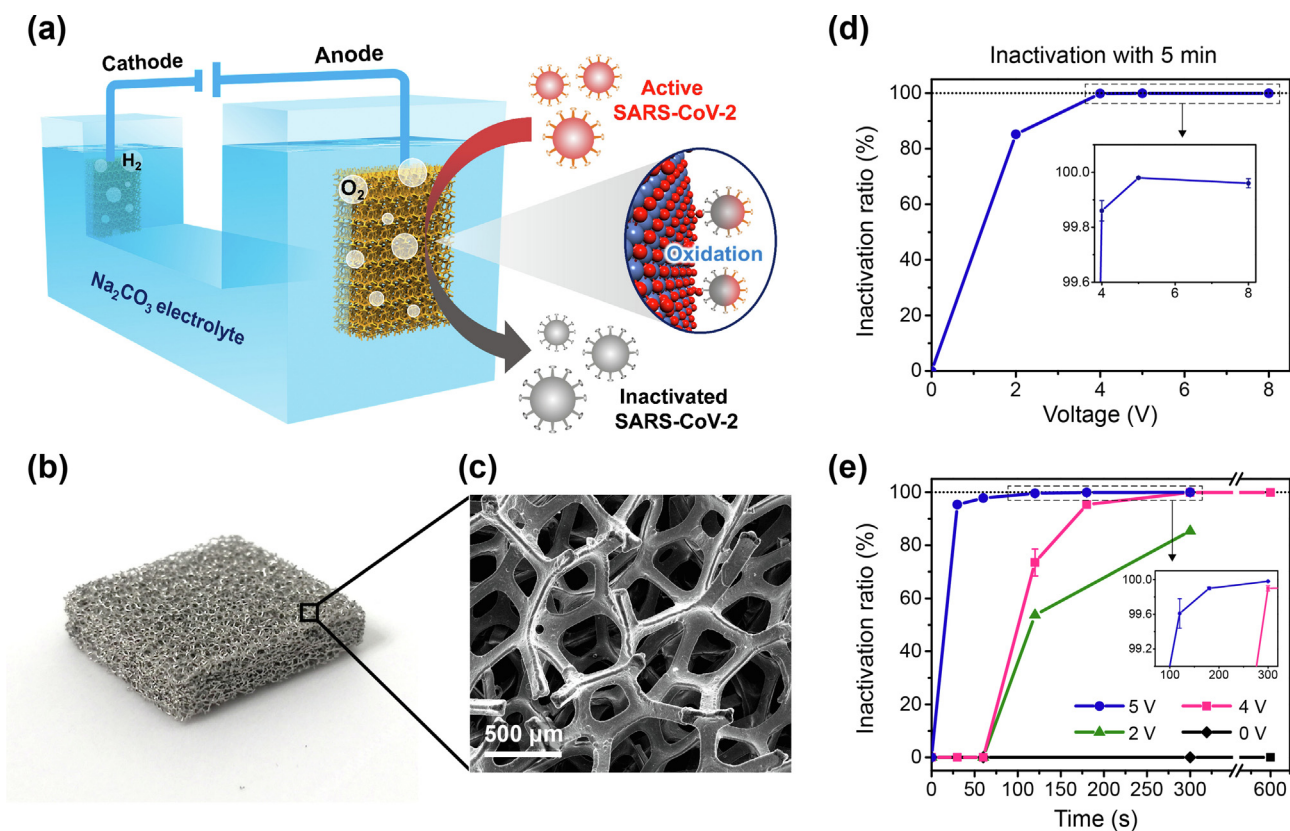 (a)
Cathode
Anode
H₂
O₂
Na₂CO₃ electrolyte
Active
SARS-CoV-2
Oxidation
Inactivated
SARS-CoV-2
(b)
(c)
500 µm
(d)
Inactivation with 5 min
Inactivation ratio (%)
100
80
60
40
20
0
0
2
4
6
8
Voltage (V)
100.0
99.8
99.6
4
6
8
(e)
Inactivation ratio (%)
100
80
60
40
20
0
0
50
100
150
200
250
300
600
Time (s)
100.0
99.6
99.2
100
200
300
5 V
4 V
2 V
0 V